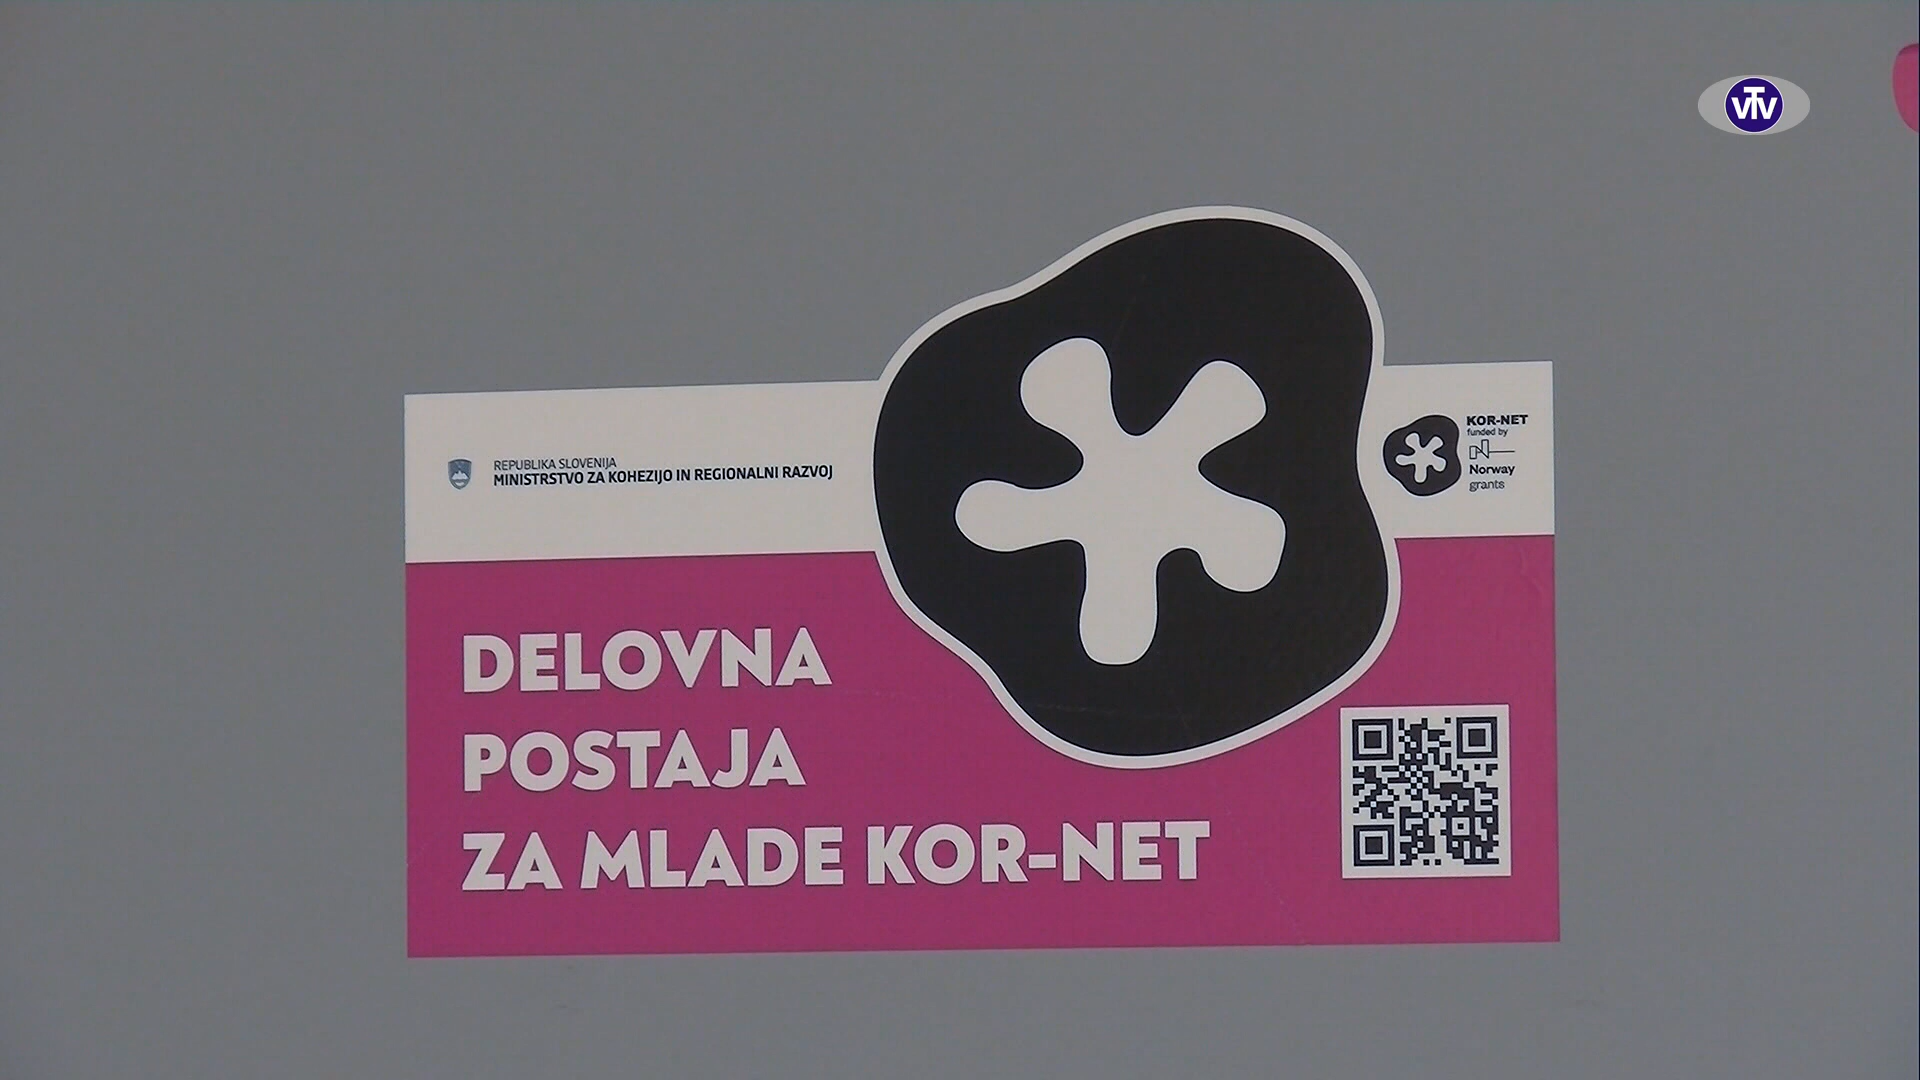 VTV
REPUBLIKA SLOVENIJA
MINISTRSTVO ZA KOHEZIJO IN REGIONALNI RAZVOJ
KOR-NET
funded by
Norway
grants
DELOVNA
POSTAJA
ZA MLADE KOR-NET